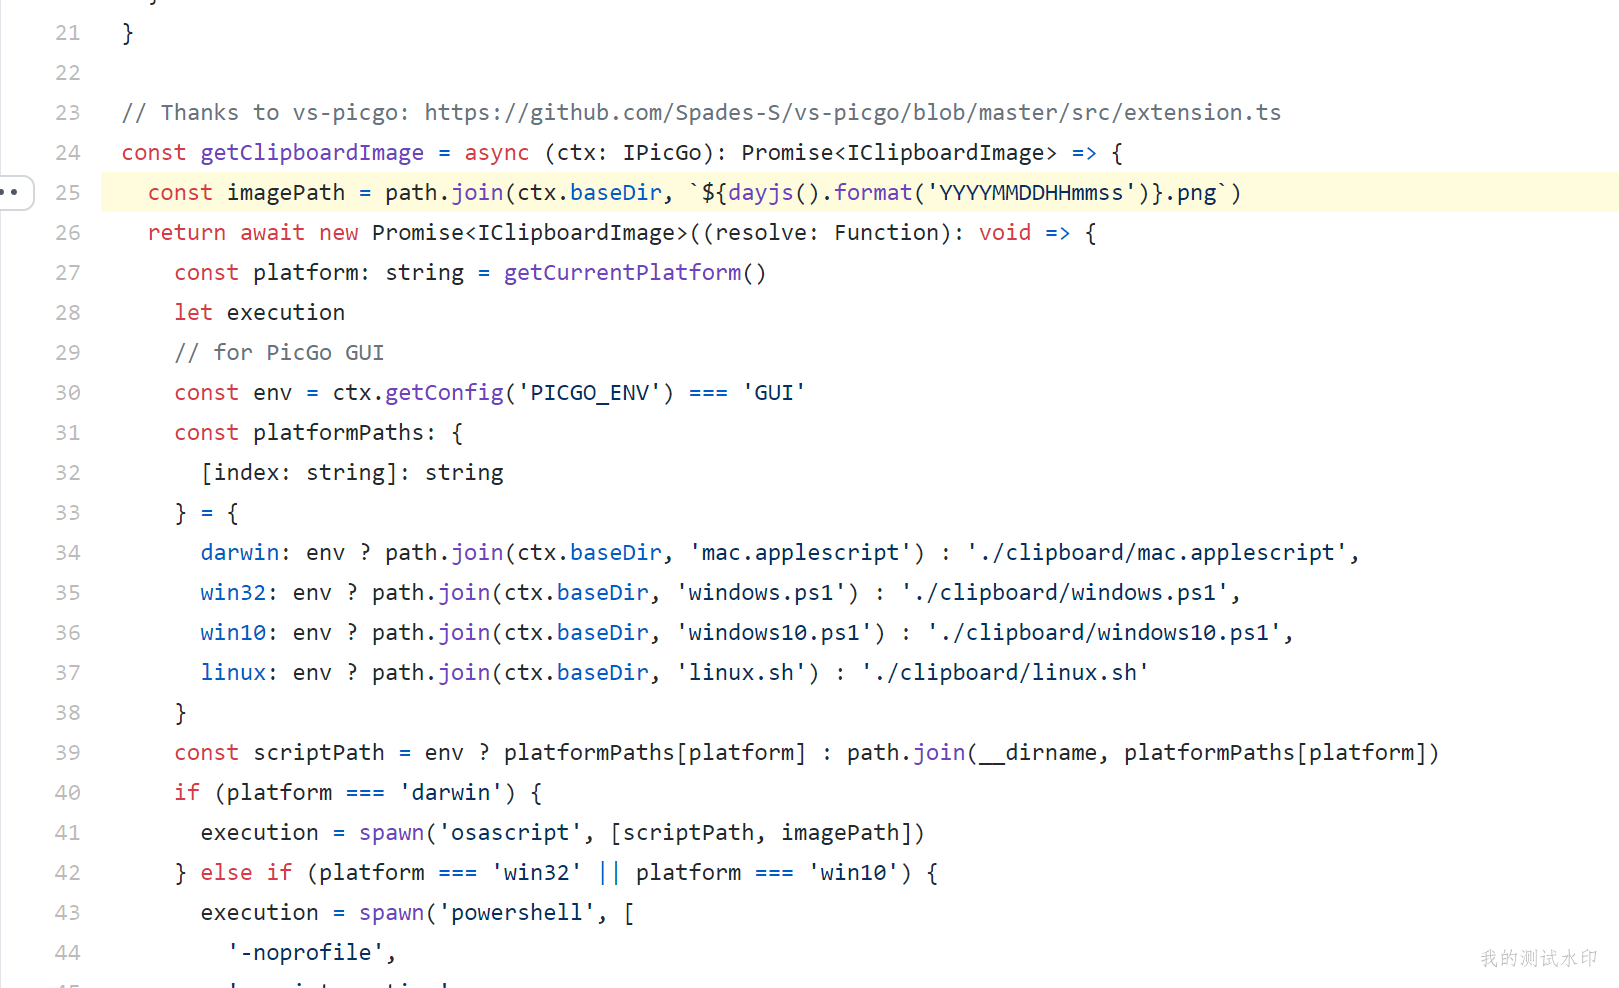 21 }
22
23 // Thanks to vs-picgo: https://github.com/Spades-S/vs-picgo/blob/master/src/extension.ts
24 const getClipboardImage = async (ctx: IPicGo): Promise<IClipboardImage> => {
25   const imagePath = path.join(ctx.baseDir, `${dayjs().format('YYYYMMDDHHmmss')}.png`)
26   return await new Promise<IClipboardImage>((resolve: Function): void => {
27     const platform: string = getCurrentPlatform()
28     let execution
29     // for PicGo GUI
30     const env = ctx.getConfig('PICGO_ENV') === 'GUI'
31     const platformPaths: {
32       [index: string]: string
33     } = {
34       darwin: env ? path.join(ctx.baseDir, 'mac.applescript') : './clipboard/mac.applescript',
35       win32: env ? path.join(ctx.baseDir, 'windows.ps1') : './clipboard/windows.ps1',
36       win10: env ? path.join(ctx.baseDir, 'windows10.ps1') : './clipboard/windows10.ps1',
37       linux: env ? path.join(ctx.baseDir, 'linux.sh') : './clipboard/linux.sh'
38     }
39     const scriptPath = env ? platformPaths[platform] : path.join(__dirname, platformPaths[platform])
40     if (platform === 'darwin') {
41       execution = spawn('osascript', [scriptPath, imagePath])
42     } else if (platform === 'win32' || platform === 'win10') {
43       execution = spawn('powershell', [
44         '-noprofile',
我的测试水印